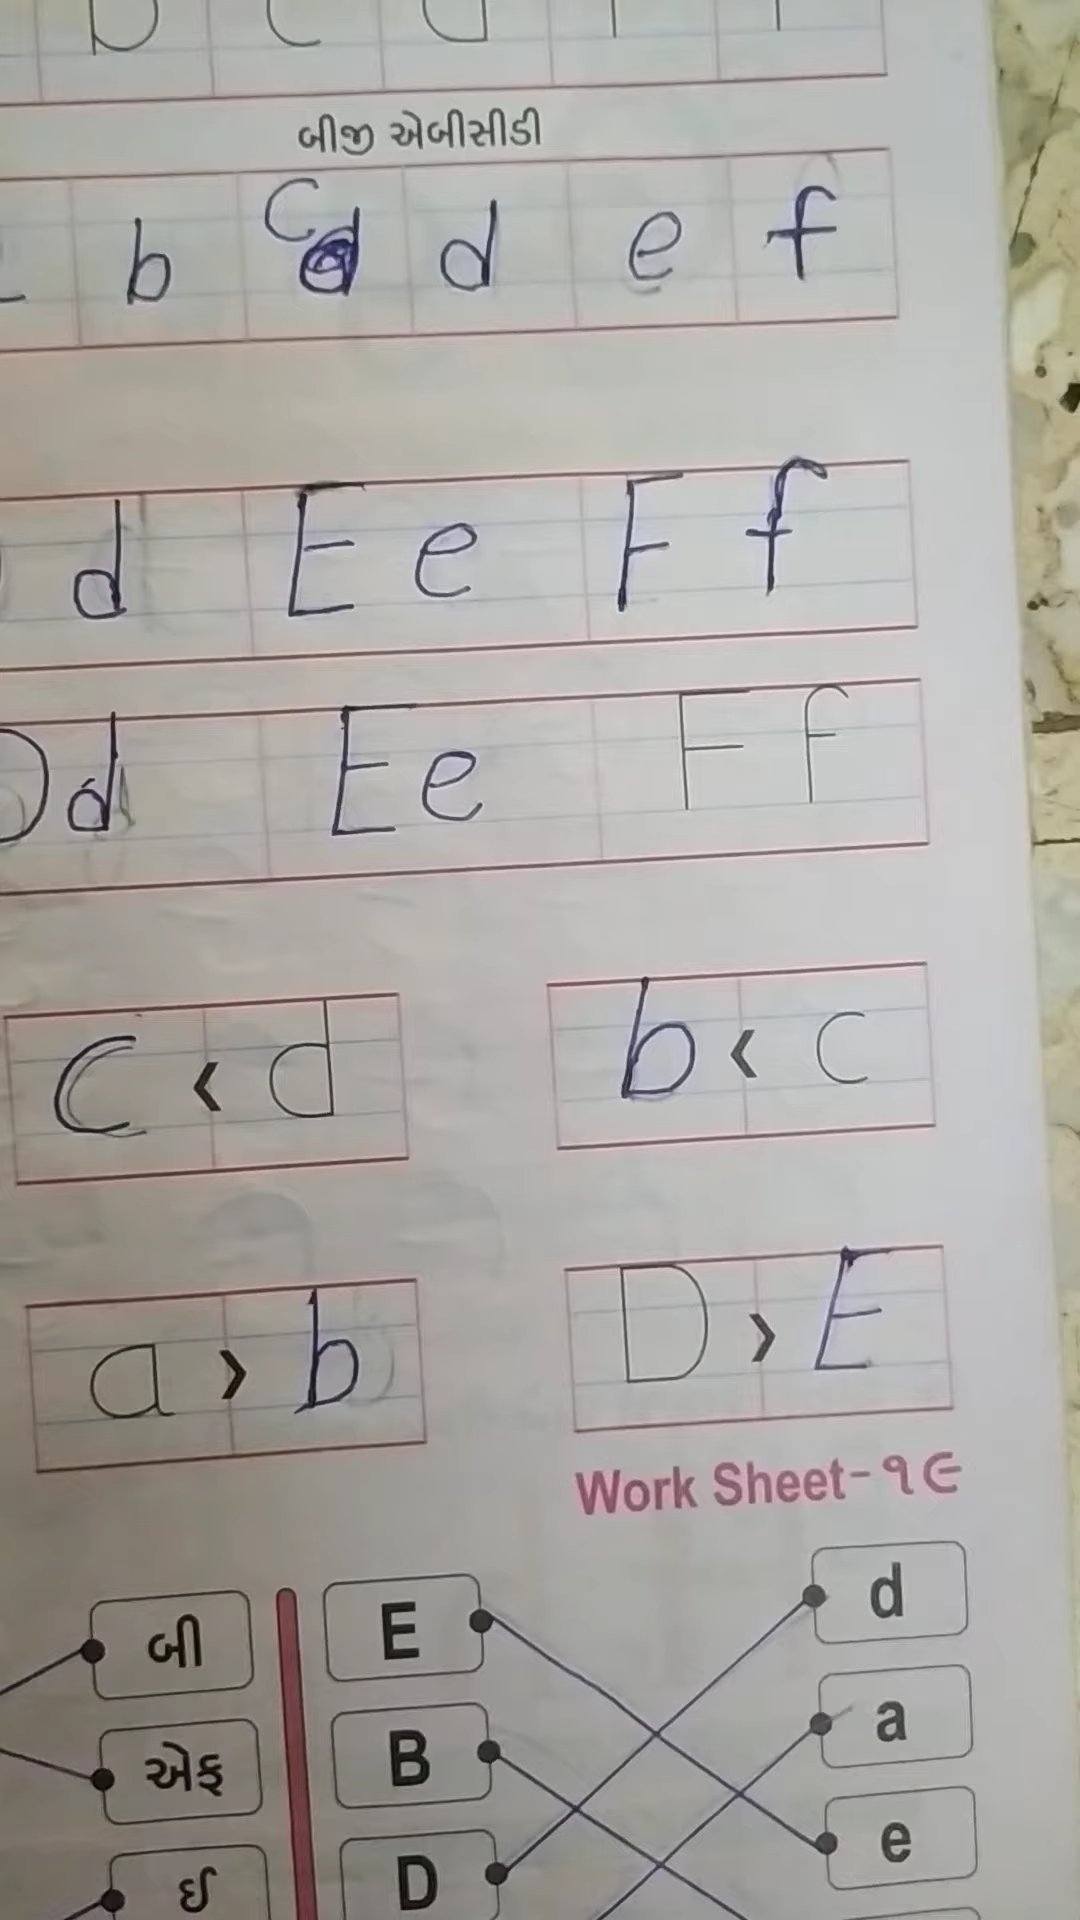 બીજી એબીસીડી
b c d e f
d E e F f
D d E e F f
c < d b < c
a > b D > E
Work Sheet-૧૯
બી E d
એફ B a
ઈ D e